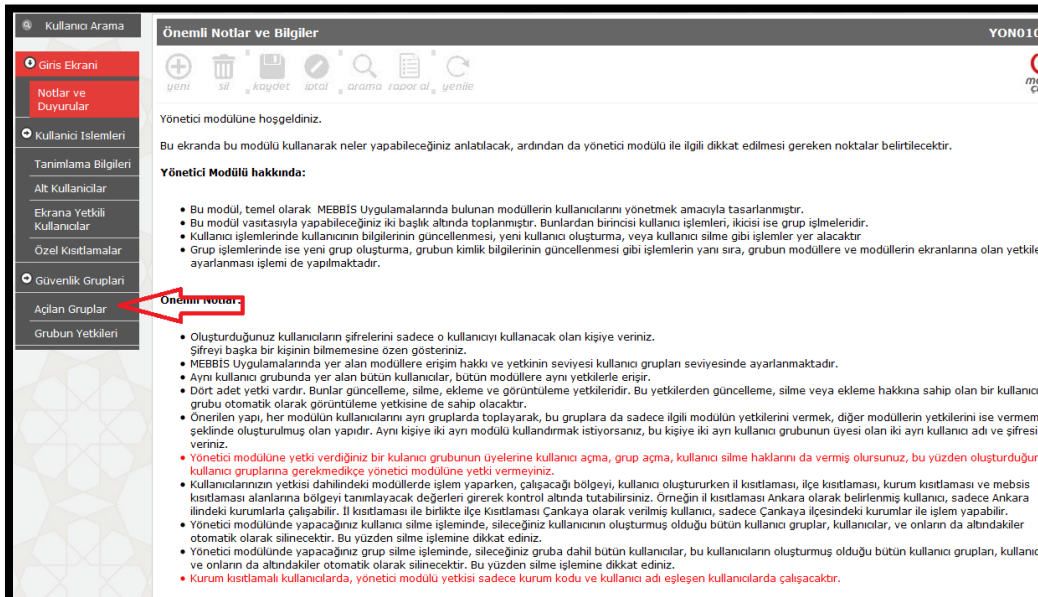 Kullanıcı Arama
Giris Ekrani
Notlar ve
Duyurular
Kullanici Islemleri
Tanimlama Bilgileri
Alt Kullanicilar
Ekrana Yetkili
Kullanicilar
Özel Kısıtlamalar
Güvenlik Gruplari
Açilan Gruplar
Grubun Yetkileri
Önemli Notlar ve Bilgiler
YON010
yeni sil kaydet iptal arama rapor al yenile
Yönetici modülüne hoşgeldiniz.
Bu ekranda bu modülü kullanarak neler yapabileceğiniz anlatılacak, ardından da yönetici modülü ile ilgili dikkat edilmesi gereken noktalar belirtilecektir.
Yönetici Modülü hakkında:
• Bu modül, temel olarak MEBBİS Uygulamalarında bulunan modüllerin kullanıcılarını yönetmek amacıyla tasarlanmıştır.
• Bu modül vasıtasıyla yapabileceğiniz iki başlık altında toplanmıştır. Bunlardan birincisi kullanıcı işlemleri, ikicisi ise grup işlmeleridir.
• Kullanıcı işlemlerinde kullanıcının bilgilerinin güncellenmesi, yeni kullanıcı oluşturma, veya kullanıcı silme gibi işlemler yer alacaktır
• Grup işlemlerinde ise yeni grup oluşturma, grubun kimlik bilgilerinin güncellenmesi gibi işlemlerin yanı sıra, grubun modüllere ve modüllerin ekranlarına olan yetkile
ayarlanması işlemi de yapılmaktadır.
Önemli Notlar:
• Oluşturduğunuz kullanıcıların şifrelerini sadece o kullanıcıyı kullanacak olan kişiye veriniz.
Şifreyi başka bir kişinin bilmemesine özen gösteriniz.
• MEBBİS Uygulamalarında yer alan modüllere erişim hakkı ve yetkinin seviyesi kullanıcı grupları seviyesinde ayarlanmaktadır.
• Aynı kullanıcı grubunda yer alan bütün kullanıcılar, bütün modüllere aynı yetkilerle erişir.
• Dört adet yetki vardır. Bunlar güncelleme, silme, ekleme ve görüntüleme yetkileridir. Bu yetkilerden güncelleme, silme veya ekleme hakkına sahip olan bir kullanıcı
grubu otomatik olarak görüntüleme yetkisine de sahip olacaktır.
• Önerilen yapı, her modülün kullanıcılarını ayrı gruplarda toplayarak, bu gruplara da sadece ilgili modülün yetkilerini vermek, diğer modüllerin yetkilerini ise vermem
şeklinde oluşturulmuş olan yapıdır. Aynı kişiye iki ayrı modülü kullandırmak istiyorsanız, bu kişiye iki ayrı kullanıcı grubunun üyesi olan iki ayrı kullanıcı adı ve şifresi
veriniz.
• Yönetici modülüne yetki verdiğiniz bir kulanıcı grubunun üyelerine kullanıcı açma, grup açma, kullanıcı silme haklarını da vermiş olursunuz, bu yüzden oluşturduğun
kullanıcı gruplarına gerekmedikçe yönetici modülüne yetki vermeyiniz.
• Kullanıcılarınızın yetkisi dahilindeki modüllerde işlem yaparken, çalışacağı bölgeyi, kullanıcı oluştururken il kısıtlaması, ilçe kısıtlaması, kurum kısıtlaması ve mebsis
kısıtlaması alanlarına bölgeyi tanımlayacak değerleri girerek kontrol altında tutabilirsiniz. Örneğin il kısıtlaması Ankara olarak belirlenmiş kullanıcı, sadece Ankara
ilindeki kurumlarla çalışabilir. İl kısıtlaması ile birlikte ilçe Kısıtlaması Çankaya olarak verilmiş kullanıcı, sadece Çankaya ilçesindeki kurumlar ile işlem yapabilir.
• Yönetici modülünde yapacağınız kullanıcı silme işleminde, sileceğiniz kullanıcının oluşturmuş olduğu bütün kullanıcı gruplar, kullanıcılar, ve onların da altındakiler
otomatik olarak silinecektir. Bu yüzden silme işlemine dikkat ediniz.
• Yönetici modülünde yapacağınız grup silme işleminde, sileceğiniz gruba dahil bütün kullanıcılar, bu kullanıcıların oluşturmuş olduğu bütün kullanıcı grupları, kullanıc
ve onların da altındakiler otomatik olarak silinecektir. Bu yüzden silme işlemine dikkat ediniz.
• Kurum kısıtlamalı kullanıcılarda, yönetici modülü yetkisi sadece kurum kodu ve kullanıcı adı eşleşen kullanıcılarda çalışacaktır.